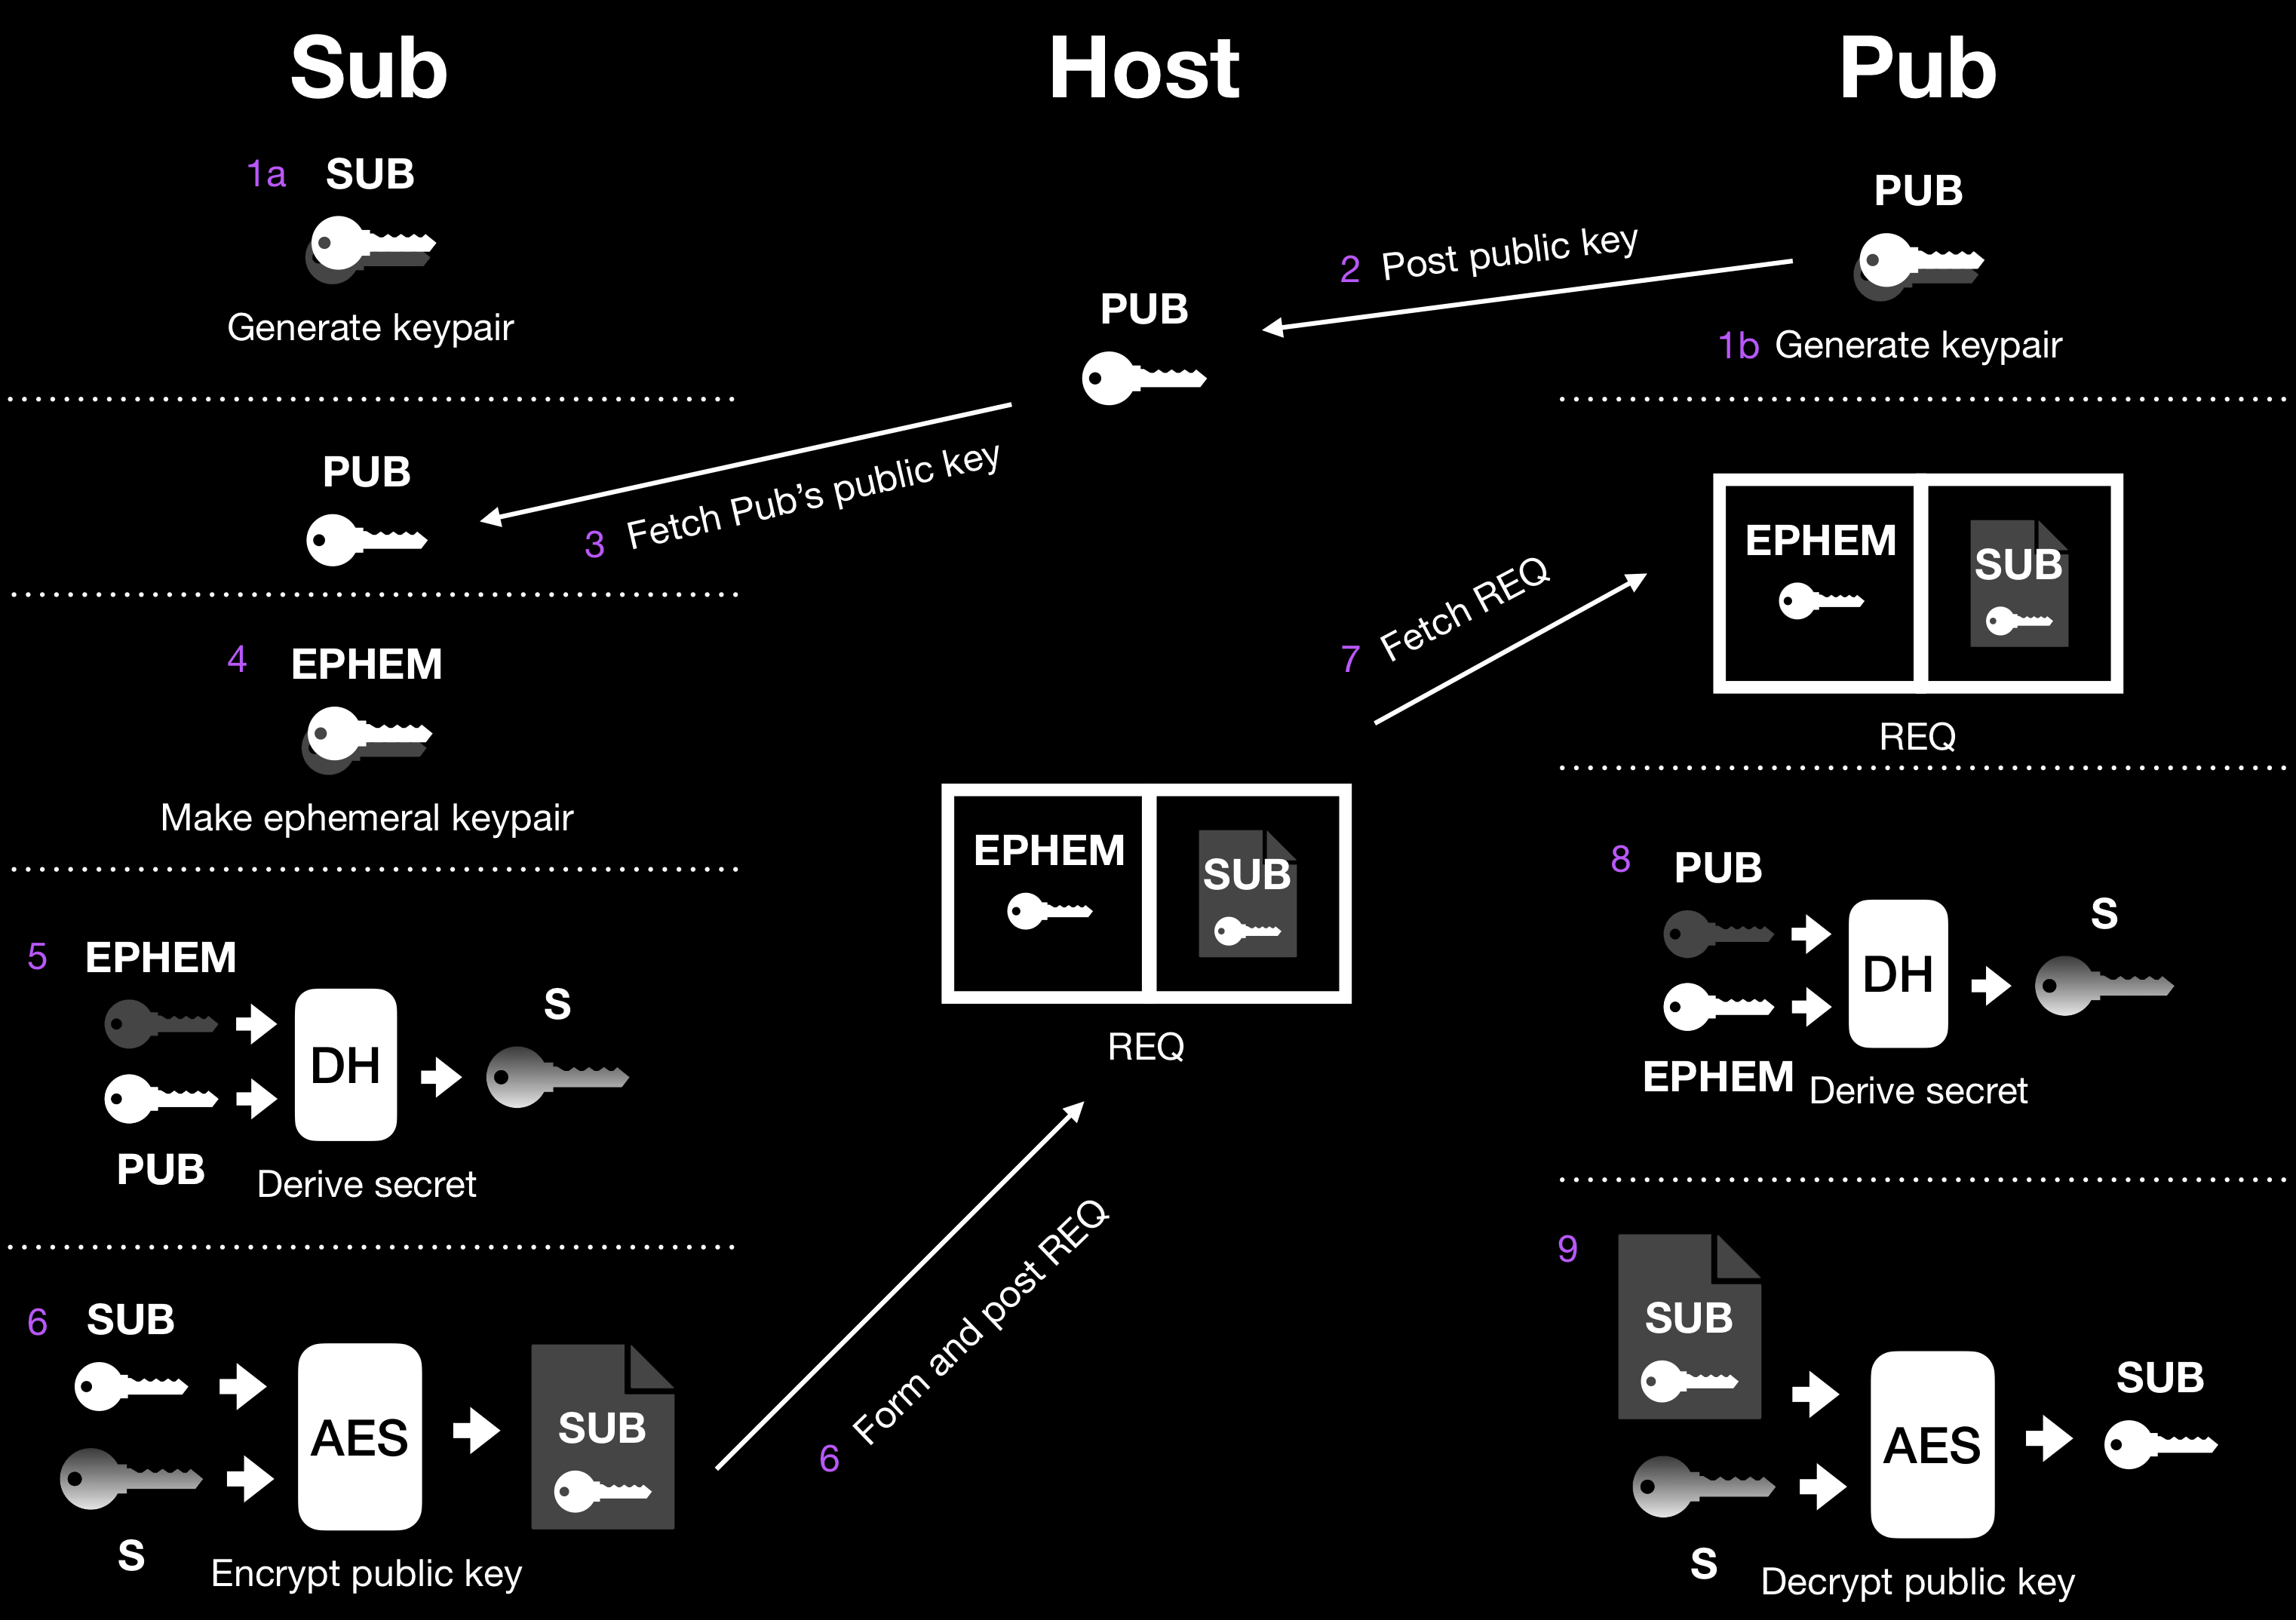 Sub
Host
Pub
1a SUB
Generate keypair
PUB
1b Generate keypair
2 Post public key
PUB
3 Fetch Pub’s public key
PUB
4 EPHEM
Make ephemeral keypair
5 EPHEM
DH
S
PUB
Derive secret
6 SUB
AES
SUB
S
Encrypt public key
6 Form and post REQ
EPHEM
SUB
REQ
7 Fetch REQ
EPHEM
SUB
REQ
8 PUB
DH
S
EPHEM
Derive secret
9
SUB
AES
SUB
S
Decrypt public key